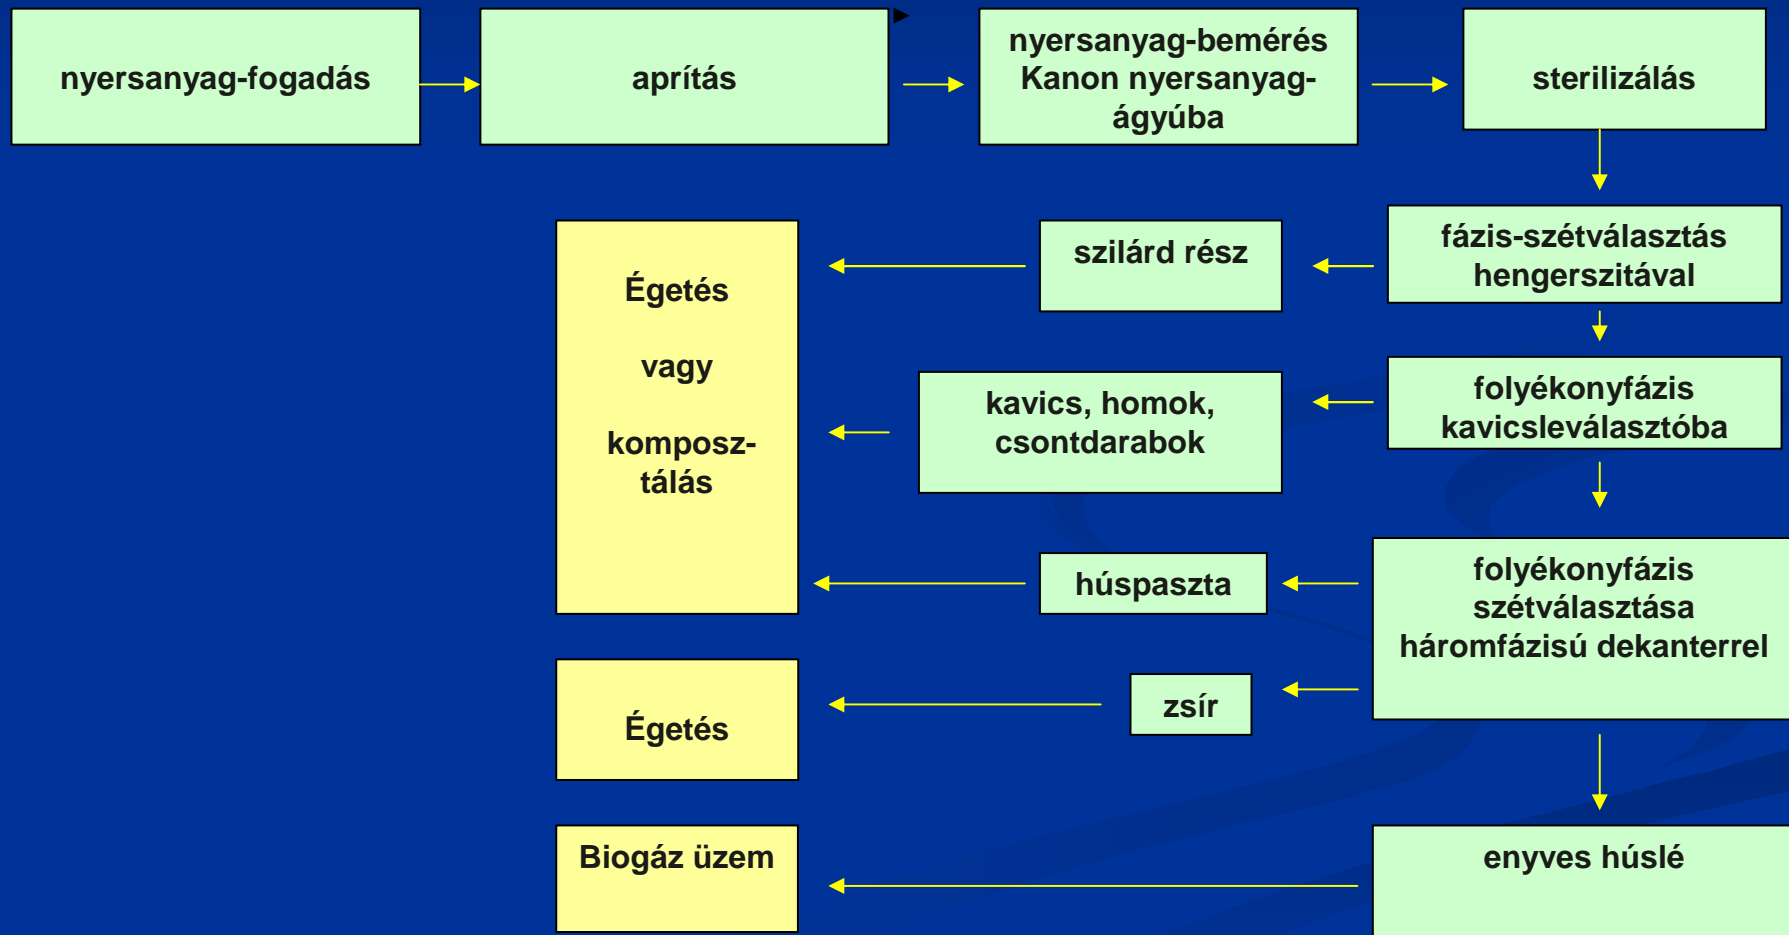 nyersanyag-fogadás
aprítás
nyersanyag-bemérés
Kanon nyersanyag-
ágyúba
sterilizálás
fázis-szétválasztás
hengerszitával
szilárd rész
Égetés
vagy
komposz-
tálás
folyékonyfázis
kavicsleválasztóba
kavics, homok,
csontdarabok
folyékonyfázis
szétválasztása
háromfázisú dekanterrel
húspaszta
zsír
Égetés
enyves húslé
Biogáz üzem